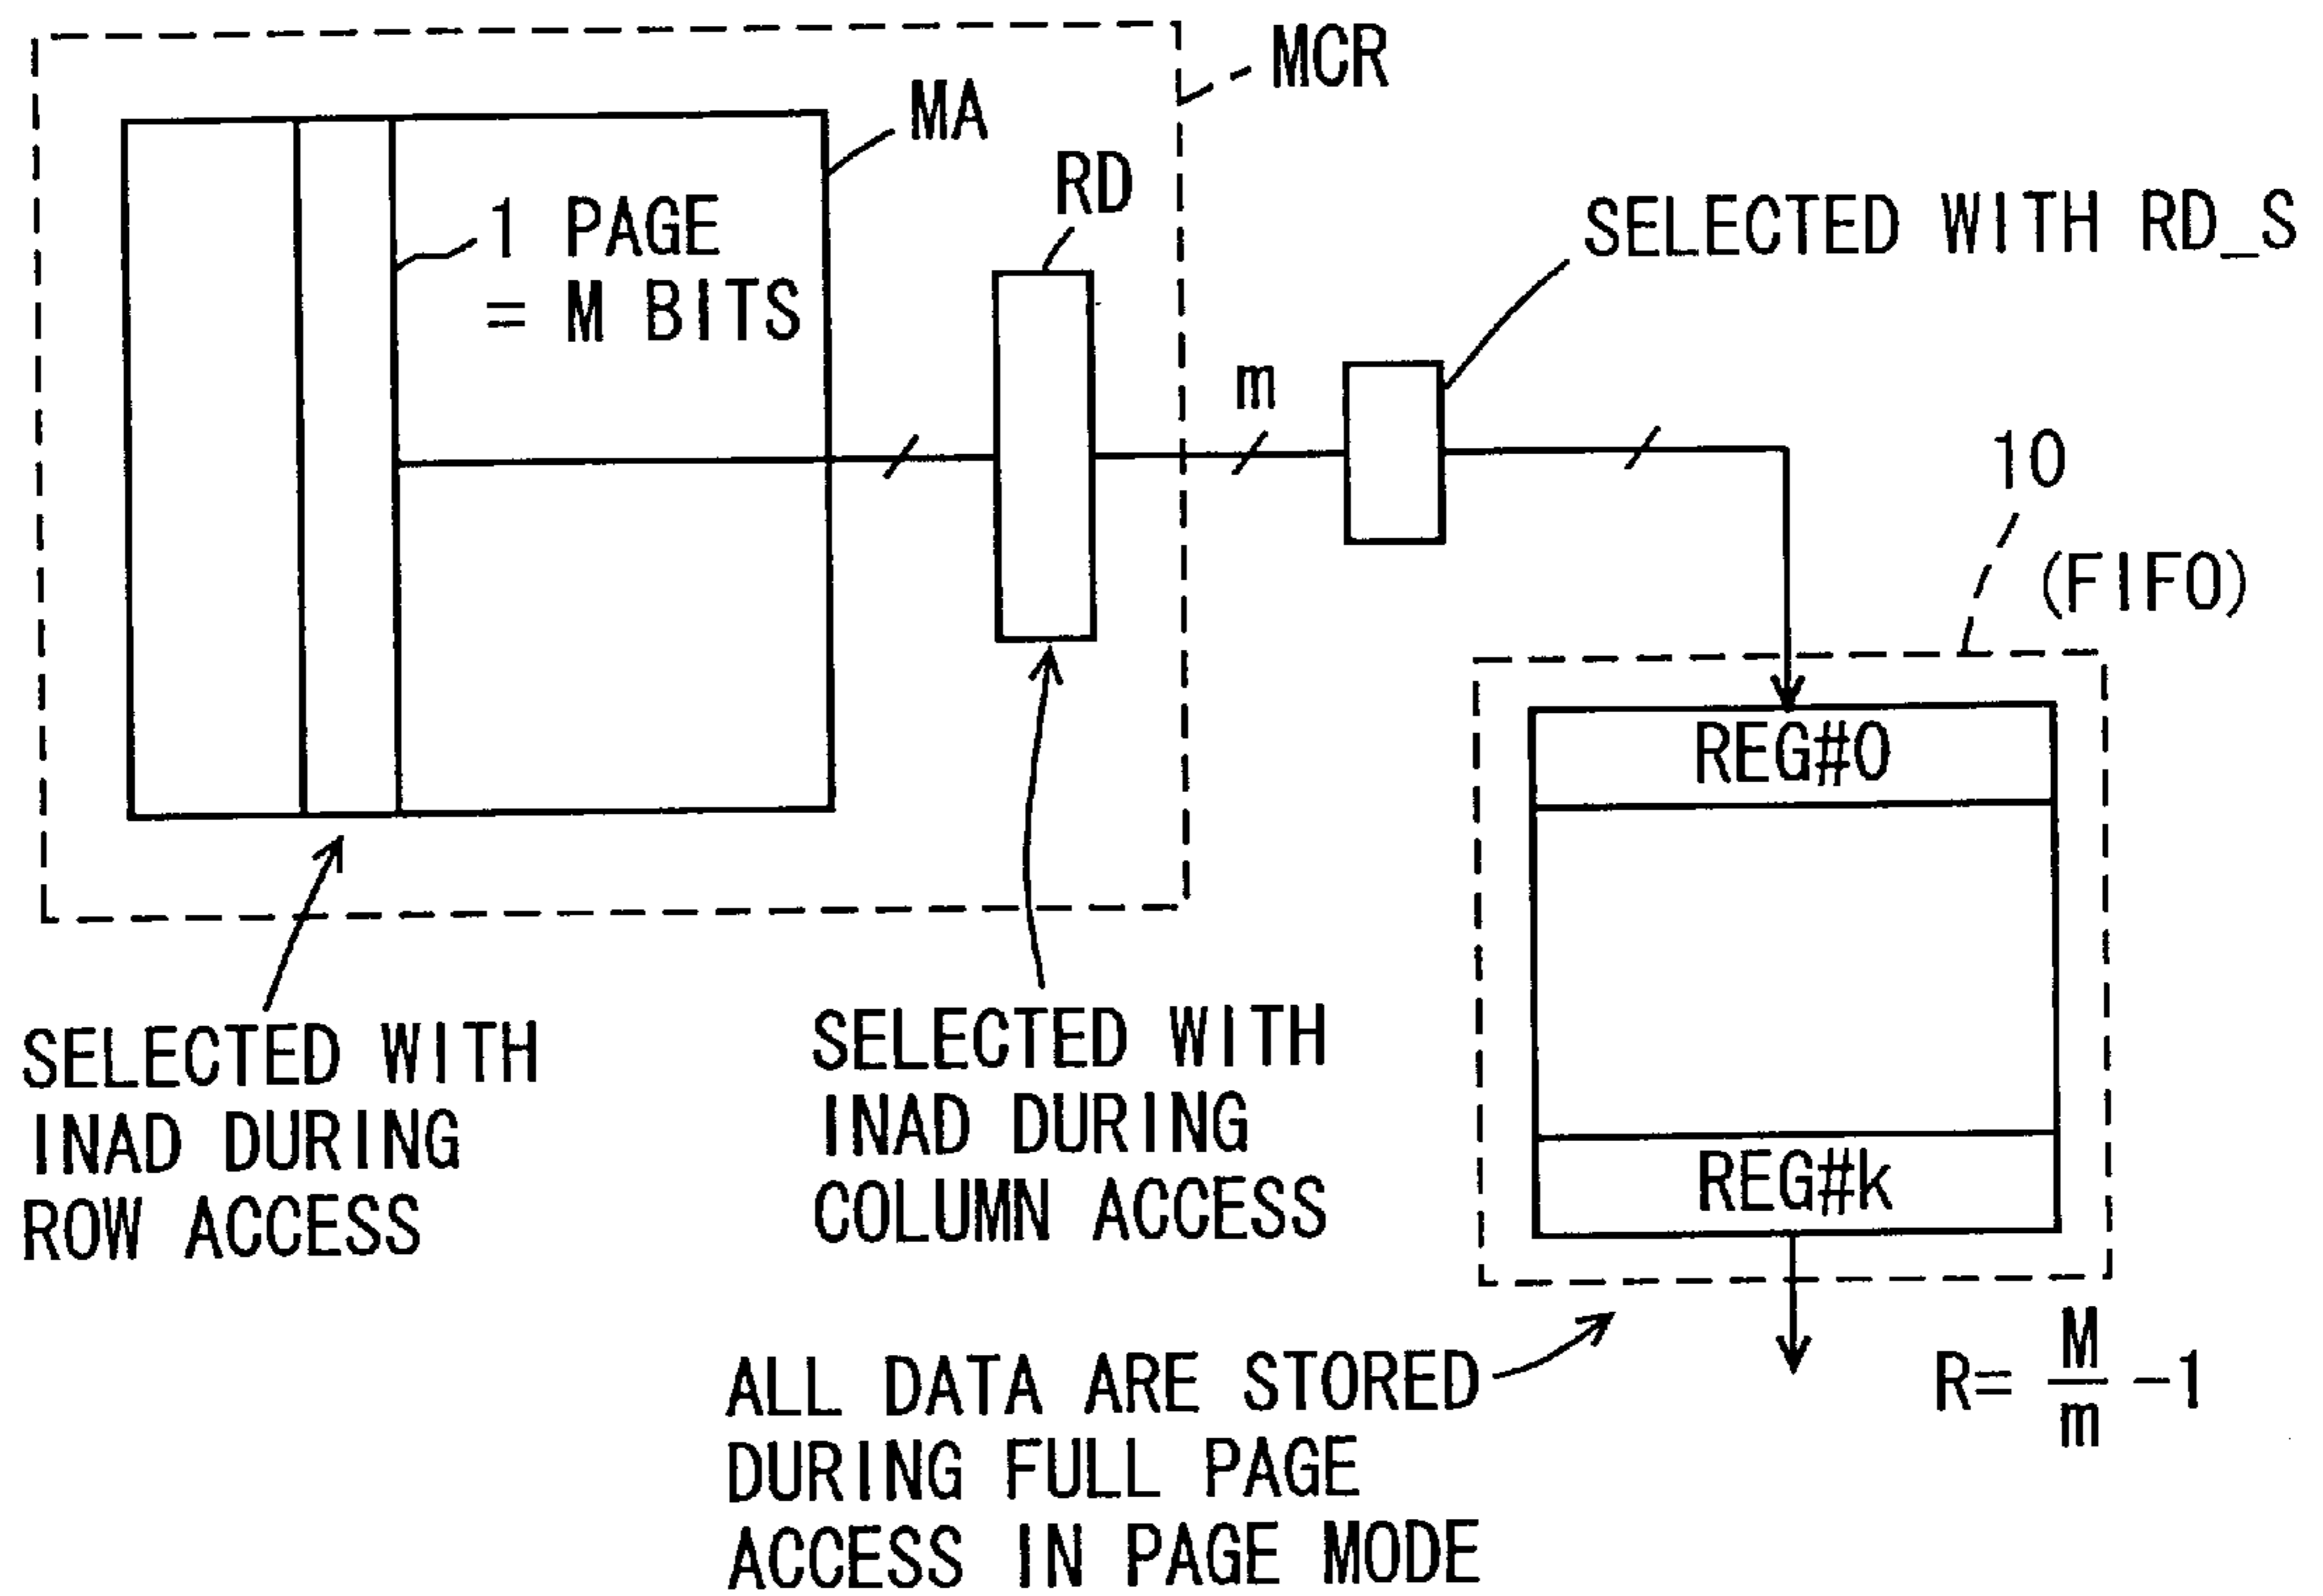 MCR
MA
RD
1 PAGE
= M BITS
SELECTED WITH RD_S
m
10
(FIFO)
REG#0
REG#k
SELECTED WITH
INAD DURING
ROW ACCESS
SELECTED WITH
INAD DURING
COLUMN ACCESS
ALL DATA ARE STORED
DURING FULL PAGE
ACCESS IN PAGE MODE
R= M/m -1